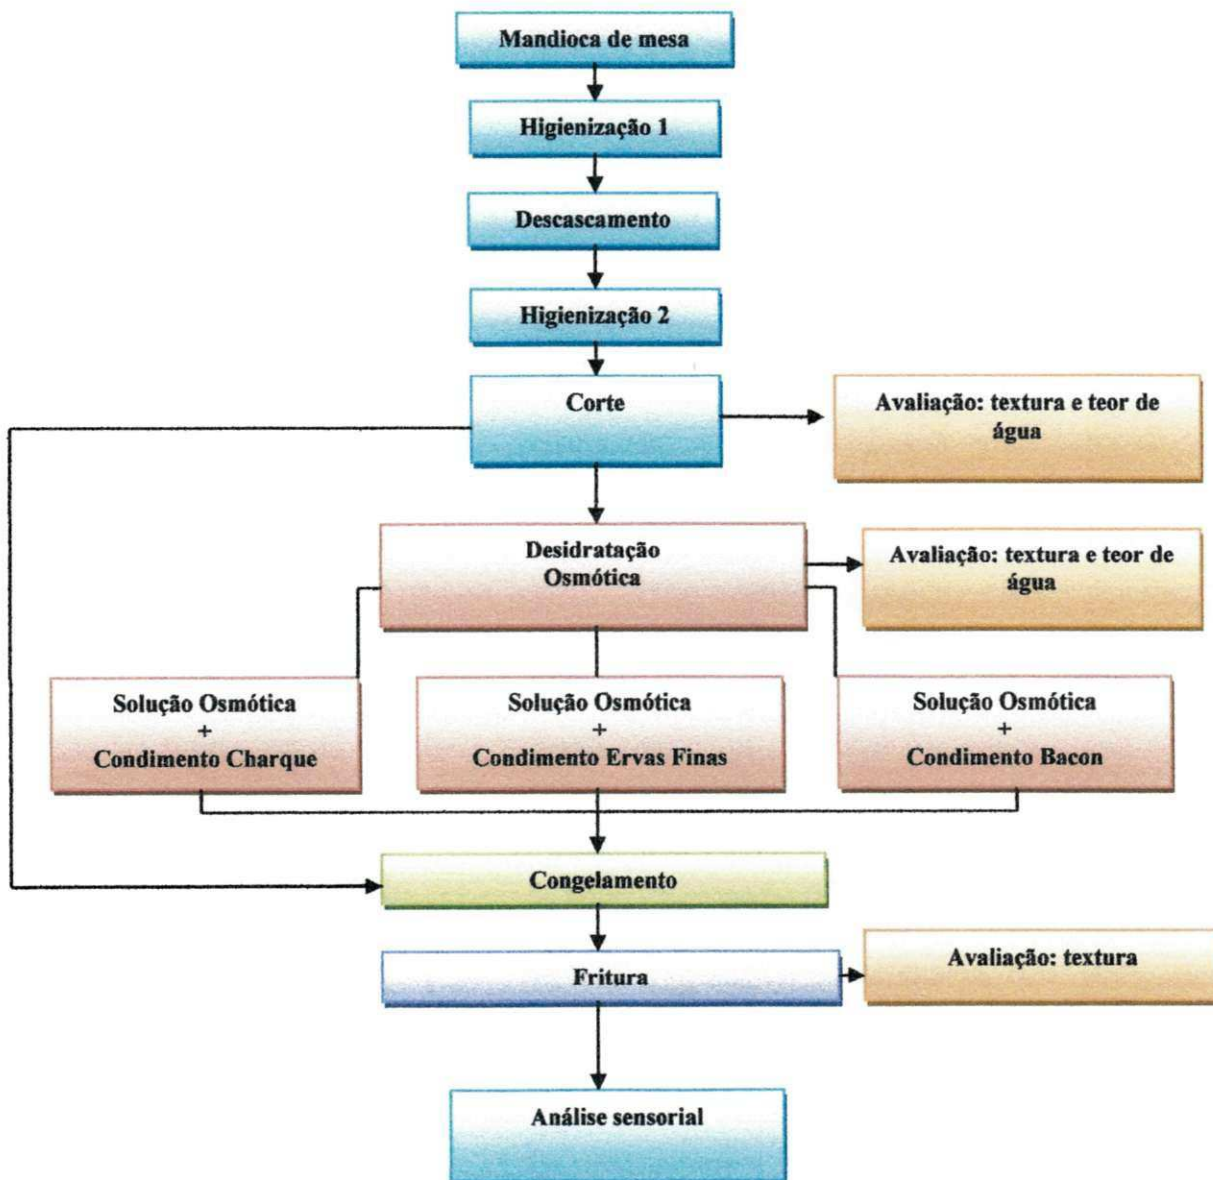 Mandioca de mesa
Higienização 1
Descascamento
Higienização 2
Corte
Avaliação: textura e teor de
água
Desidratação
Osmótica
Avaliação: textura e teor de
água
Solução Osmótica
+
Condimento Charque
Solução Osmótica
+
Condimento Ervas Finas
Solução Osmótica
+
Condimento Bacon
Congelamento
Fritura
Avaliação: textura
Análise sensorial